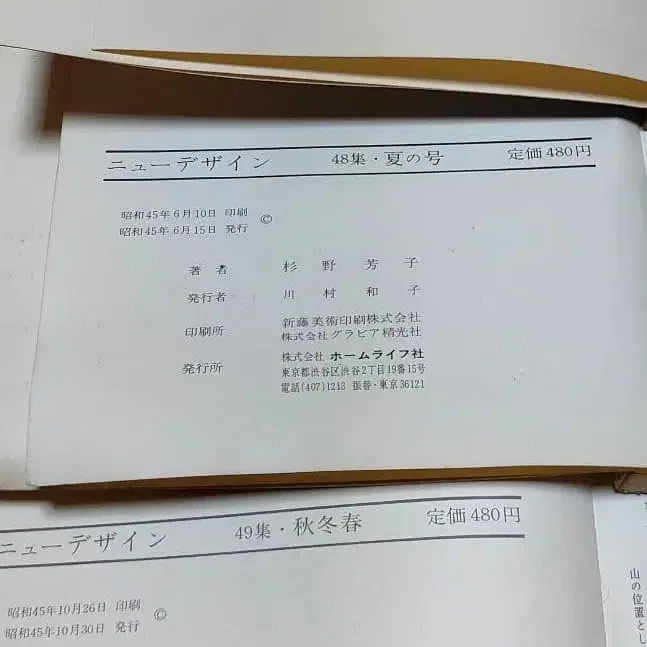 ニューデザイン 48集・夏の号 定価480円
昭和45年6月10日 印刷 ©
昭和45年6月15日 発行
著者 杉野芳子
発行者 川村和子
印刷所 新藤美術印刷株式会社
株式会社グラビア精光社
発行所 株式会社 ホームライフ社
東京都渋谷区渋谷2丁目19番15号
電話(407)1213 振替・東京36121
ニューデザイン 49集・秋冬春 定価480円
昭和45年10月26日 印刷 ©
昭和45年10月30日 発行
山の位置とし